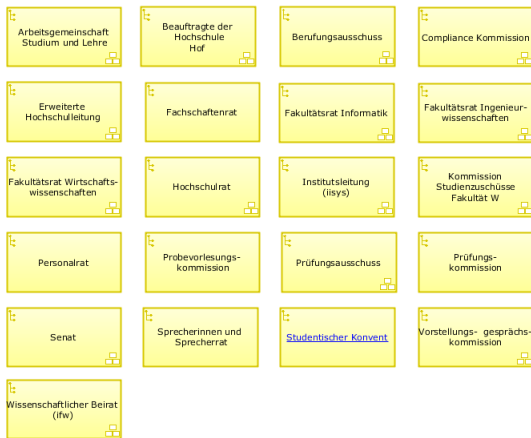 Arbeitsgemeinschaft
Studium und Lehre
Beauftragte der
Hochschule
Hof
Berufungsausschuss
Compliance Kommission
Erweiterte
Hochschulleitung
Fachschaftenrat
Fakultätsrat Informatik
Fakultätsrat Ingenieur-
wissenschaften
Fakultätsrat Wirtschafts-
wissenschaften
Hochschulrat
Institutsleitung
(iisys)
Kommission
Studienzuschüsse
Fakultät W
Personalrat
Probevorlesungs-
kommission
Prüfungsausschuss
Prüfungs-
kommission
Senat
Sprecherinnen und
Sprecherrat
Studentischer Konvent
Vorstellungs- gesprächs-
kommission
Wissenschaftlicher Beirat
(ifw)